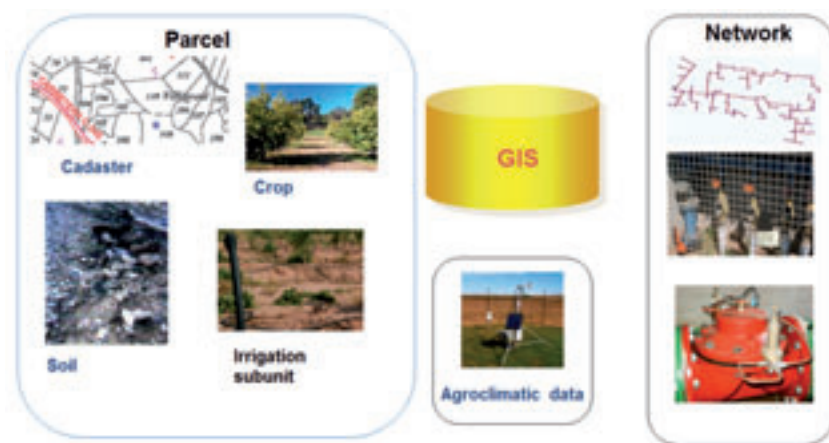 Parcel
Cadaster
Crop
Soil
Irrigation
subunit
GIS
Agroclimatic data
Network